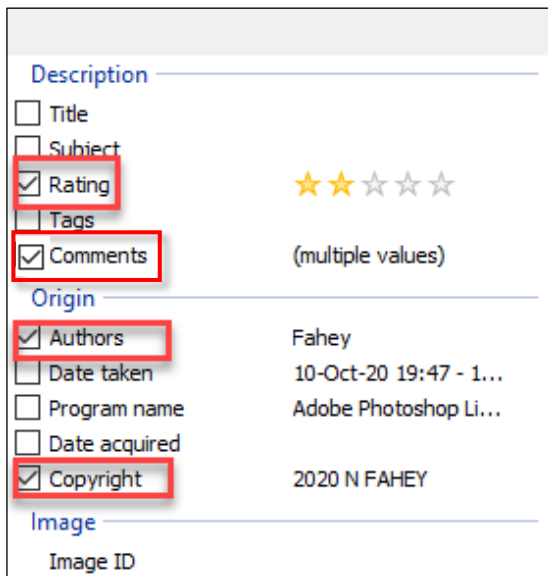 Description
Title
Subject
Rating
Tags
Comments (multiple values)
Origin
Authors Fahey
Date taken 10-Oct-20 19:47 - 1...
Program name Adobe Photoshop Li...
Date acquired
Copyright 2020 N FAHEY
Image
Image ID